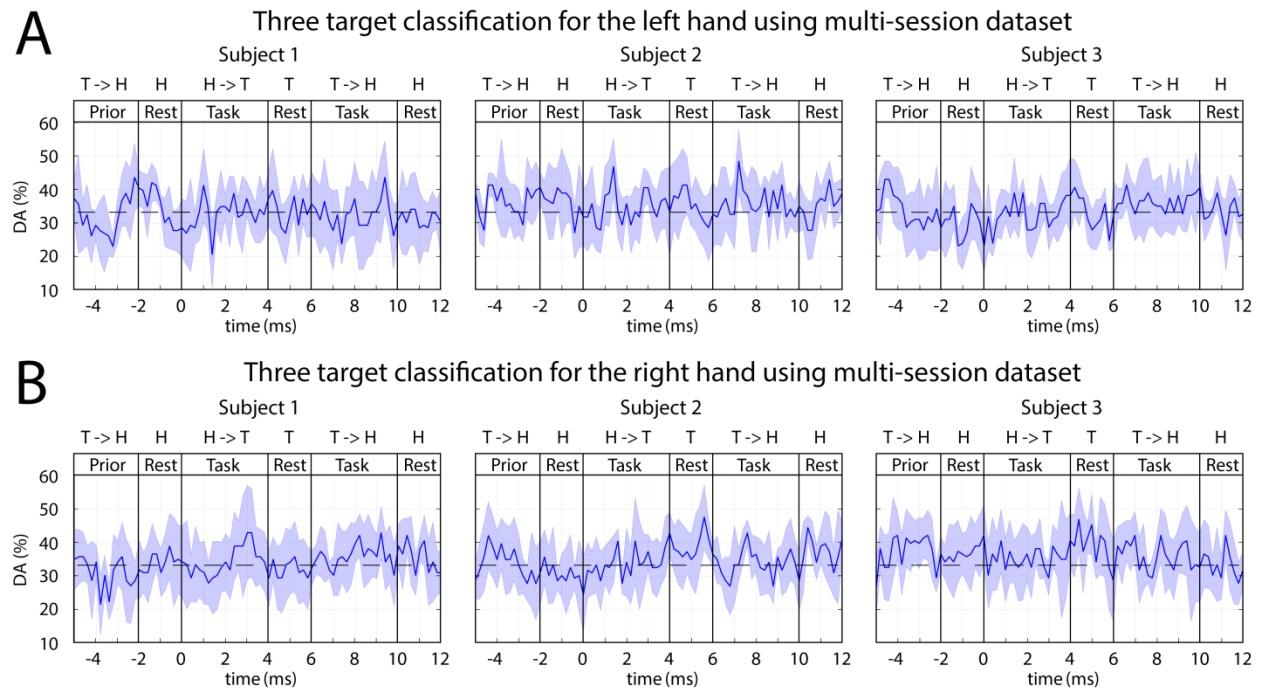 A
Three target classification for the left hand using multi-session dataset
Subject 1 Subject 2 Subject 3
T -> H H H -> T T T -> H H T -> H H H -> T T T -> H H T -> H H H -> T T T -> H H
Prior Rest Task Rest Task Rest Prior Rest Task Rest Task Rest Prior Rest Task Rest Task Rest
60
50
40
30
20
10
DA (%)
-4 -2 0 2 4 6 8 10 12 -4 -2 0 2 4 6 8 10 12 -4 -2 0 2 4 6 8 10 12
time (ms) time (ms) time (ms)
B
Three target classification for the right hand using multi-session dataset
Subject 1 Subject 2 Subject 3
T -> H H H -> T T T -> H H T -> H H H -> T T T -> H H T -> H H H -> T T T -> H H
Prior Rest Task Rest Task Rest Prior Rest Task Rest Task Rest Prior Rest Task Rest Task Rest
60
50
40
30
20
10
DA (%)
-4 -2 0 2 4 6 8 10 12 -4 -2 0 2 4 6 8 10 12 -4 -2 0 2 4 6 8 10 12
time (ms) time (ms) time (ms)